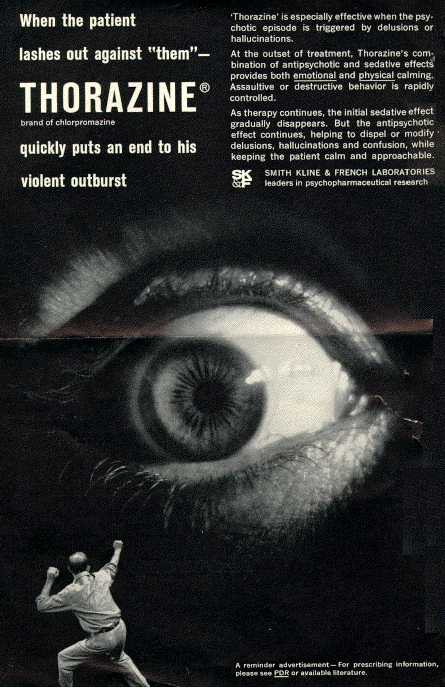 When the patient
lashes out against "them"—
THORAZINE®
brand of chlorpromazine
quickly puts an end to his
violent outburst
'Thorazine' is especially effective when the psy-
chotic episode is triggered by delusions or
hallucinations.
At the outset of treatment, Thorazine's com-
bination of antipsychotic and sedative effects
provides both emotional and physical calming.
Assaultive or destructive behavior is rapidly
controlled.
As therapy continues, the initial sedative effect
gradually disappears. But the antipsychotic
effect continues, helping to dispel or modify
delusions, hallucinations and confusion, while
keeping the patient calm and approachable.
SK
&F
SMITH KLINE & FRENCH LABORATORIES
leaders in psychopharmaceutical research
A reminder advertisement—For prescribing information,
please see PDR or available literature.